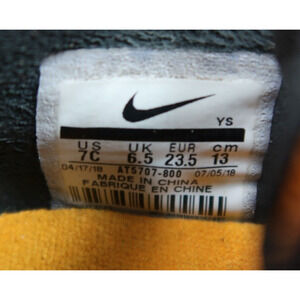 YS
US UK EUR cm
7C 6.5 23.5 13
04/17/18 AT5707-800 07/05/18
MADE IN CHINA
FABRIQUE EN CHINE